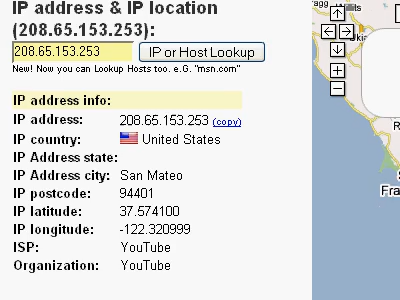 IP address & IP location
(208.65.153.253):
208.65.153.253 IP or Host Lookup
New! Now you can Lookup Hosts too. e.G. "msn.com"
IP address info:
IP address: 208.65.153.253 (copy)
IP country: United States
IP Address state:
IP Address city: San Mateo
IP postcode: 94401
IP latitude: 37.574100
IP longitude: -122.320999
ISP: YouTube
Organization: YouTube
Willits
Fra